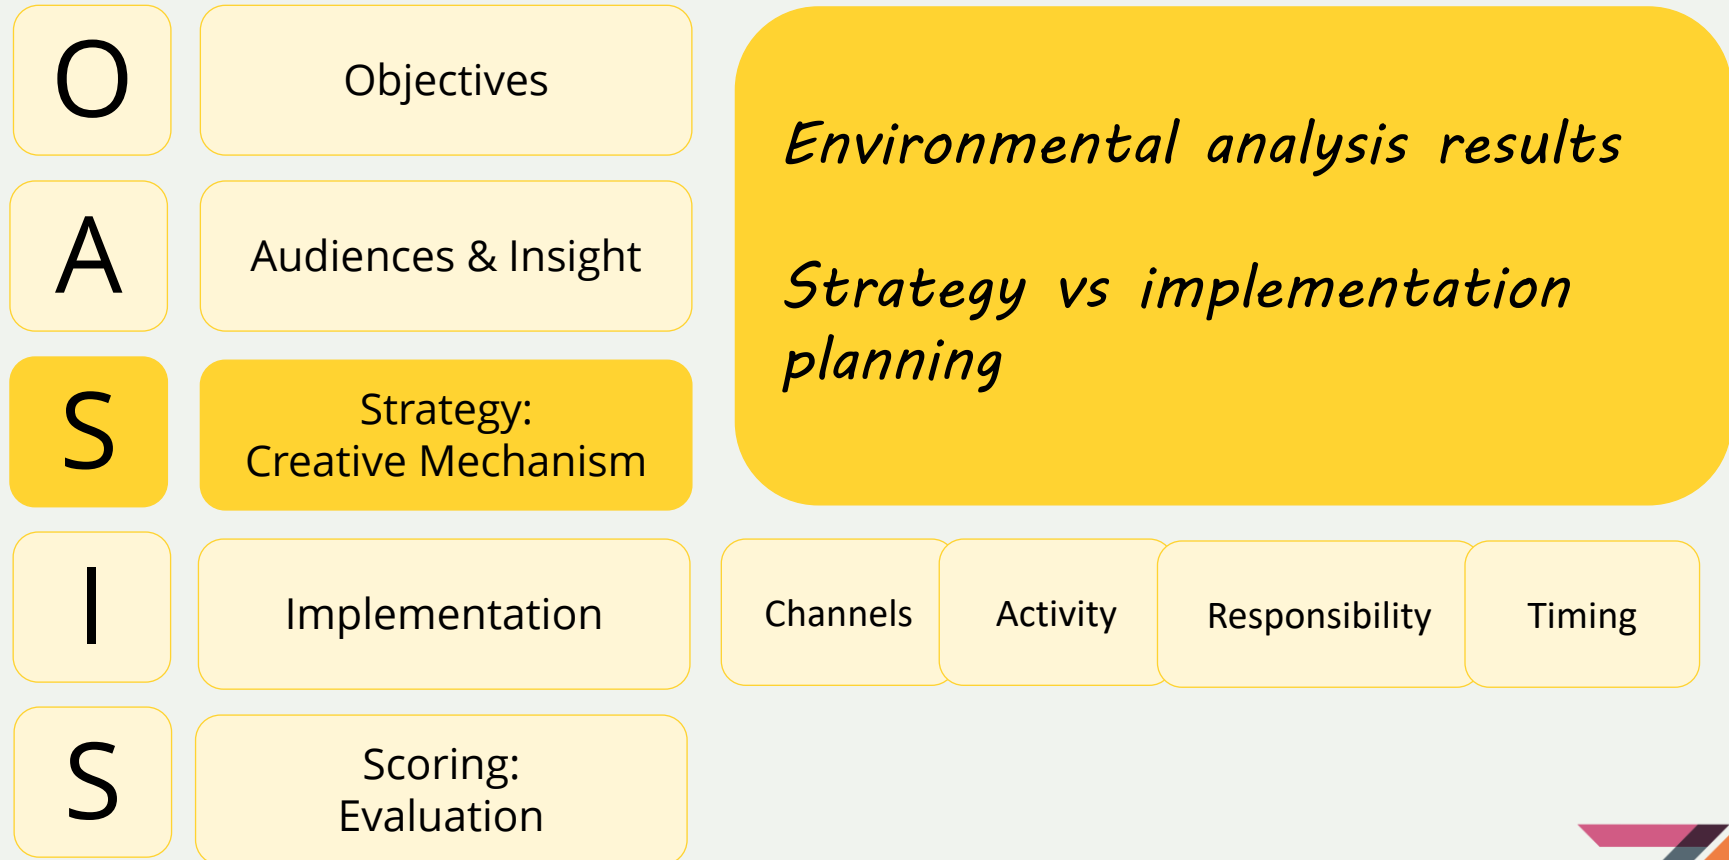 O
Objectives
A
Audiences & Insight
S
Strategy:
Creative Mechanism
Environmental analysis results
Strategy vs implementation
planning
I
Implementation
Channels
Activity
Responsibility
Timing
S
Scoring:
Evaluation